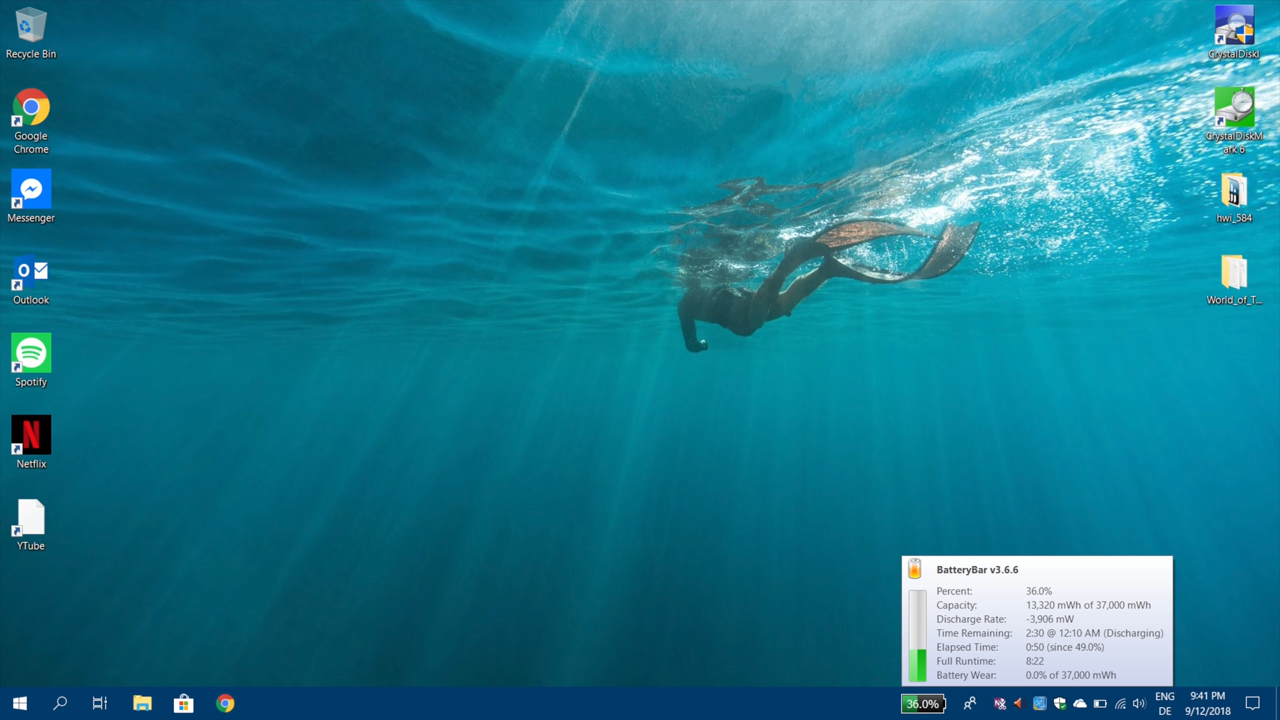 Recycle Bin
Google
Chrome
Messenger
Outlook
Spotify
Netflix
YTube
CrystalDiskI
CrystalDiskM
ark 6
hwi_584
World_of_T...
BatteryBar v3.6.6
Percent: 36.0%
Capacity: 13,320 mWh of 37,000 mWh
Discharge Rate: -3,906 mW
Time Remaining: 2:30 @ 12:10 AM (Discharging)
Elapsed Time: 0:50 (since 49.0%)
Full Runtime: 8:22
Battery Wear: 0.0% of 37,000 mWh
36.0%
ENG
DE
9:41 PM
9/12/2018